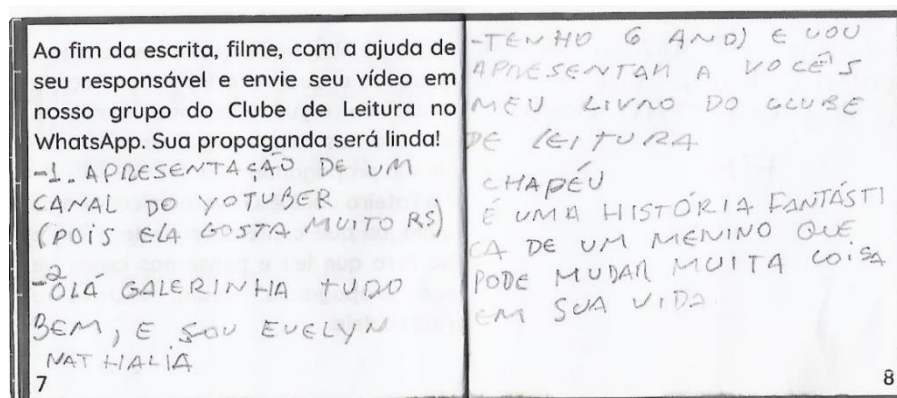 Ao fim da escrita, filme, com a ajuda de
seu responsável e envie seu vídeo em
nosso grupo do Clube de Leitura no
WhatsApp. Sua propaganda será linda!
-1. APRESENTAÇÃO DE UM
CANAL DO YOTUBER
(POIS ELA GOSTA MUITO RS)
-2
-OLA GALERINHA TUDO
BEM, E SOU EVELYN
NATHALIA
7
-TENHO 6 ANOS E VOU
APRESENTAR A VOCÊS
MEU LIVRO DO CLUBE
DE LEITURA
CHAPÉU
É UMA HISTÓRIA FANTÁSTI
CA DE UM MENINO QUE
PODE MUDAR MUITA COISA
EM SUA VIDA.
8